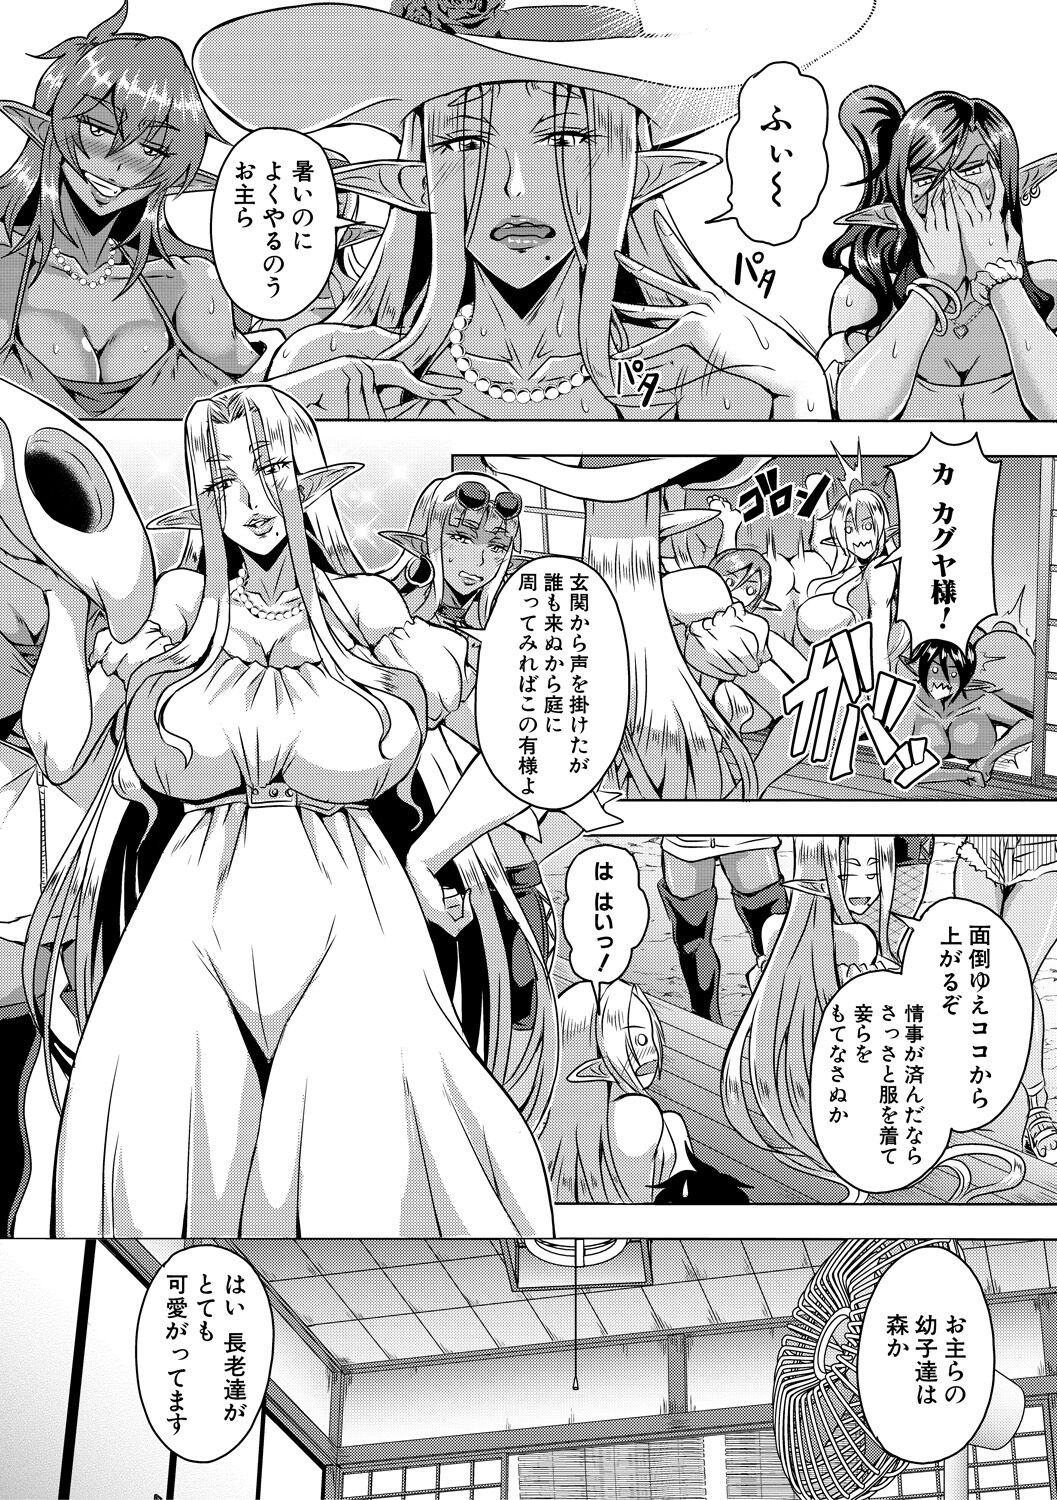 ふぃ〜
パタ
パタ
暑いのに
よくやるのう
お主ら
カ カグヤ様！
ゴロン
ガバッ
玄関から声を掛けたが
誰も来ぬから庭に
周ってみればこの有様よ
面倒ゆえココから
上がるぞ
情事が済んだなら
さっさと服を着て
妾らを
もてなさぬか
は はいっ！
お主らの
幼子達は
森か
はい 長老達が
とても
可愛がってます